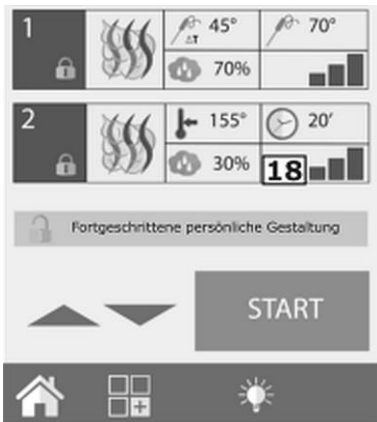 1 45° 70°
ΔT
70%
2 155° 20'
30% 18
Fortgeschrittene persönliche Gestaltung
START